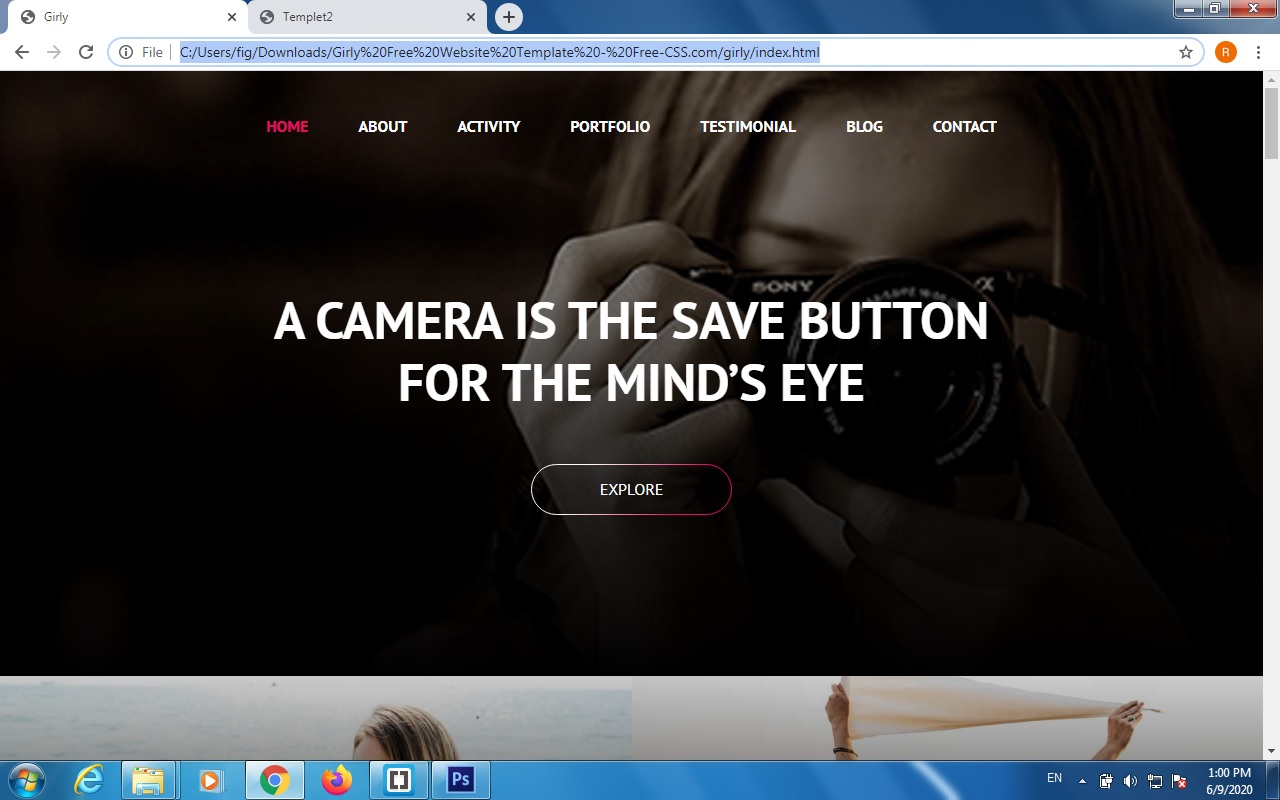 Girly
Templet2
File
C:/Users/fig/Downloads/Girly%20Free%20Website%20Template%20-%20Free-CSS.com/girly/index.html
R
HOME ABOUT ACTIVITY PORTFOLIO TESTIMONIAL BLOG CONTACT
SONY
A CAMERA IS THE SAVE BUTTON
FOR THE MIND’S EYE
EXPLORE
Ps
EN
1:00 PM
6/9/2020